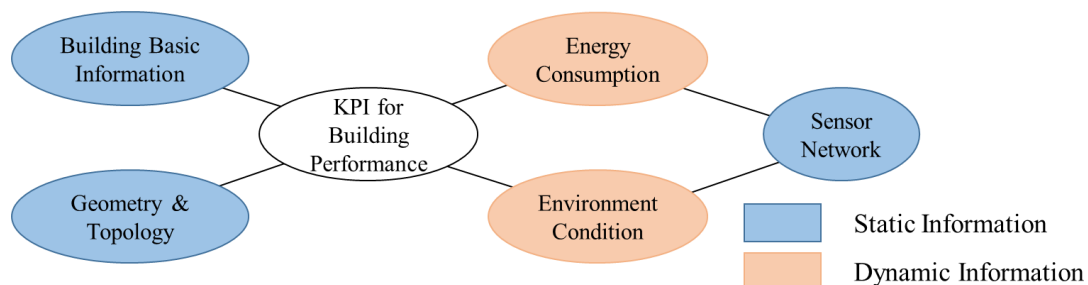 Building Basic
Information
Energy
Consumption
KPI for
Building
Performance
Sensor
Network
Geometry &
Topology
Environment
Condition
Static Information
Dynamic Information